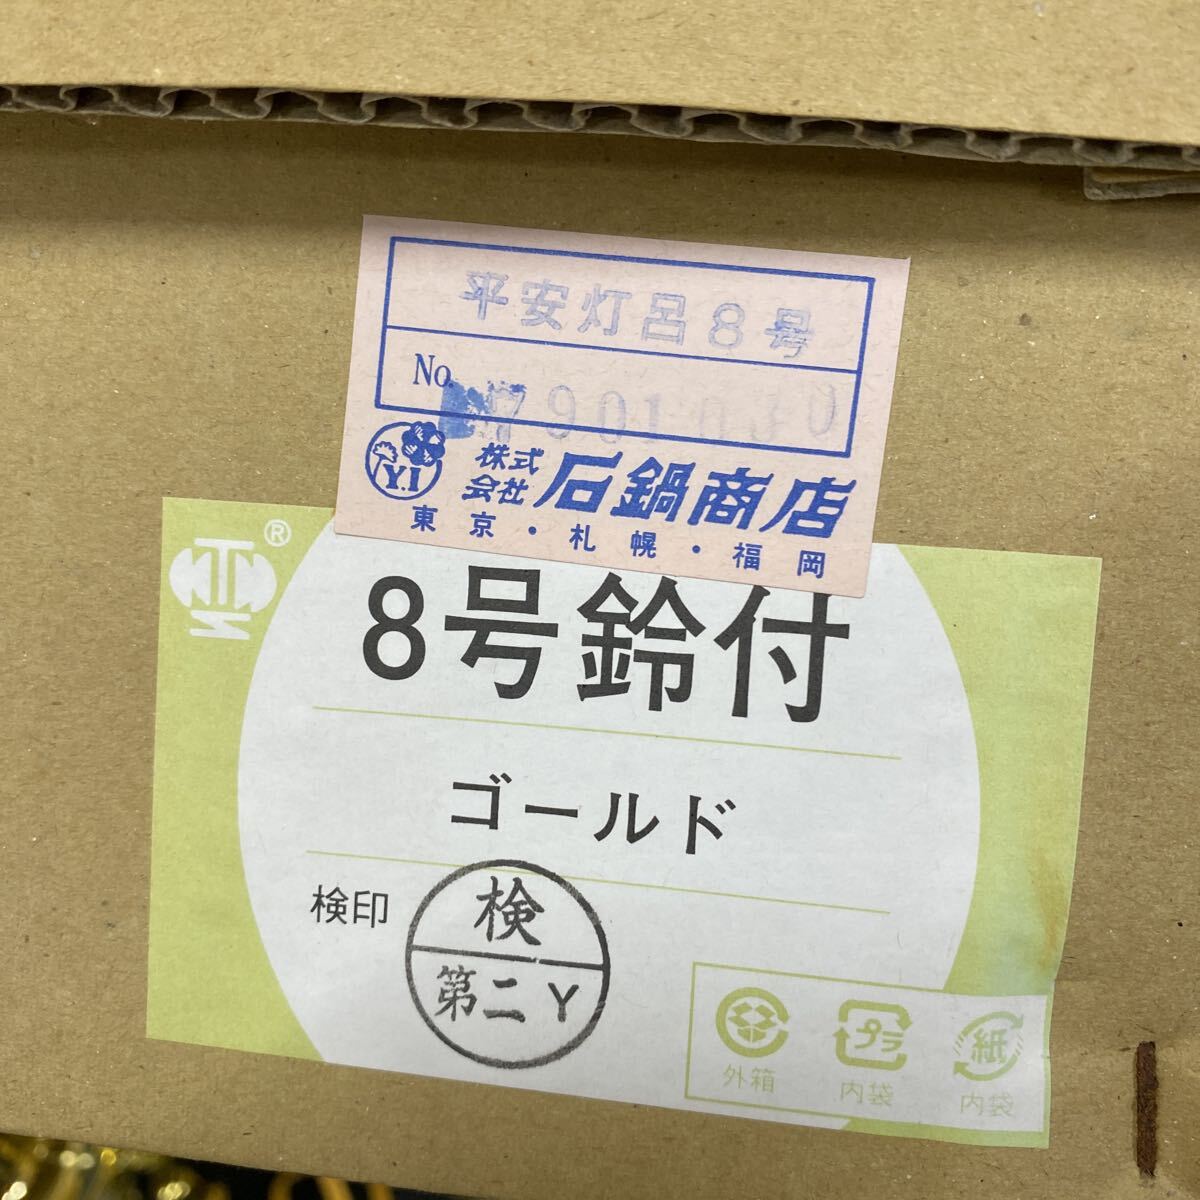 平安灯呂8号
No.
Y.I
株式会社 石鍋商店
東京・札幌・福岡
®
8号鈴付
ゴールド
検印
検
第二Y
プラ
紙
外箱
内袋
内袋